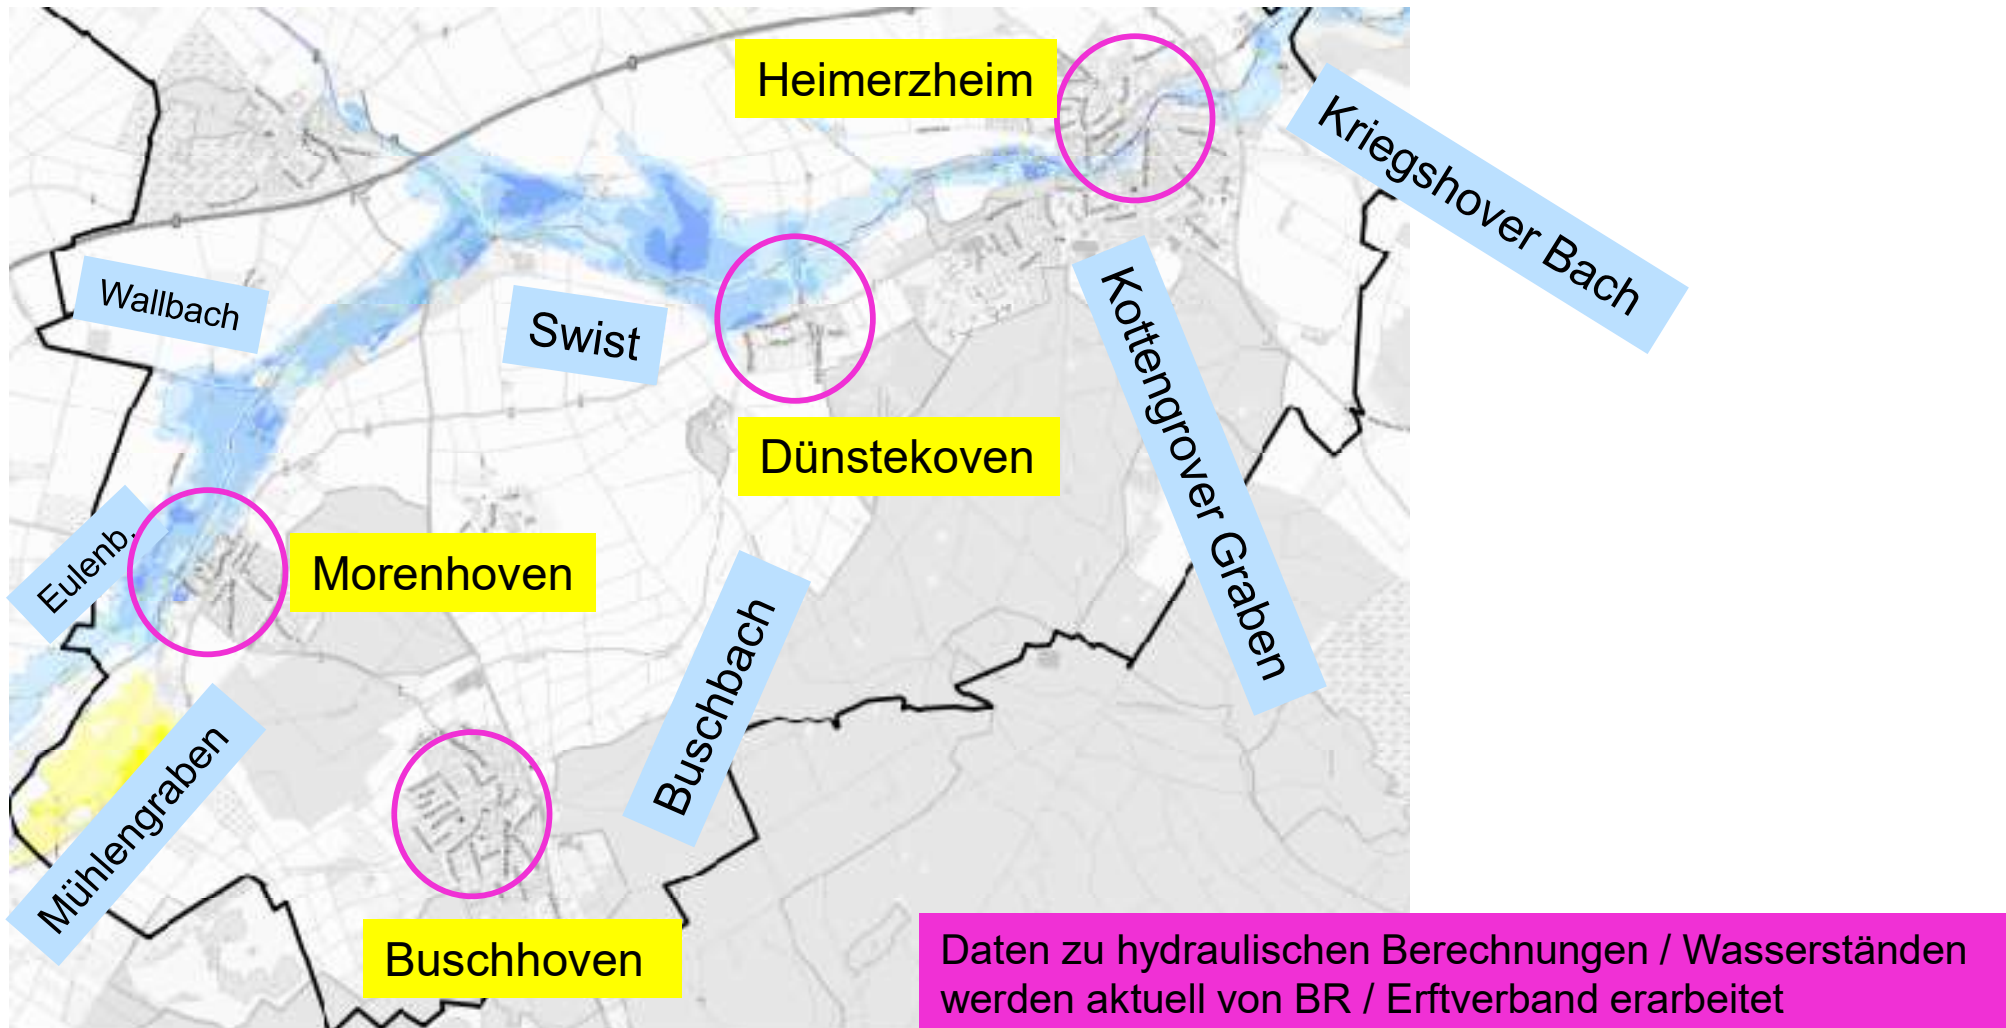 Heimerzheim
Kriegshover Bach
Wallbach
Swist
Kottengrover Graben
Dünstekoven
Eulenb.
Morenhoven
Buschbach
Mühlengraben
Buschhoven
Daten zu hydraulischen Berechnungen / Wasserständen
werden aktuell von BR / Erftverband erarbeitet